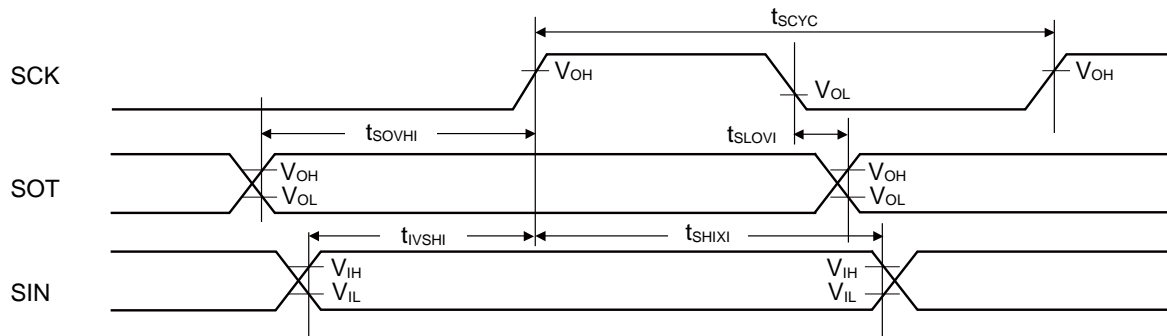 tSCYC
SCK
VOH
VOL
VOH
tSOVHI
tSLOVI
SOT
VOH
VOL
VOH
VOL
tIVSHI
tSHIXI
SIN
VIH
VIL
VIH
VIL